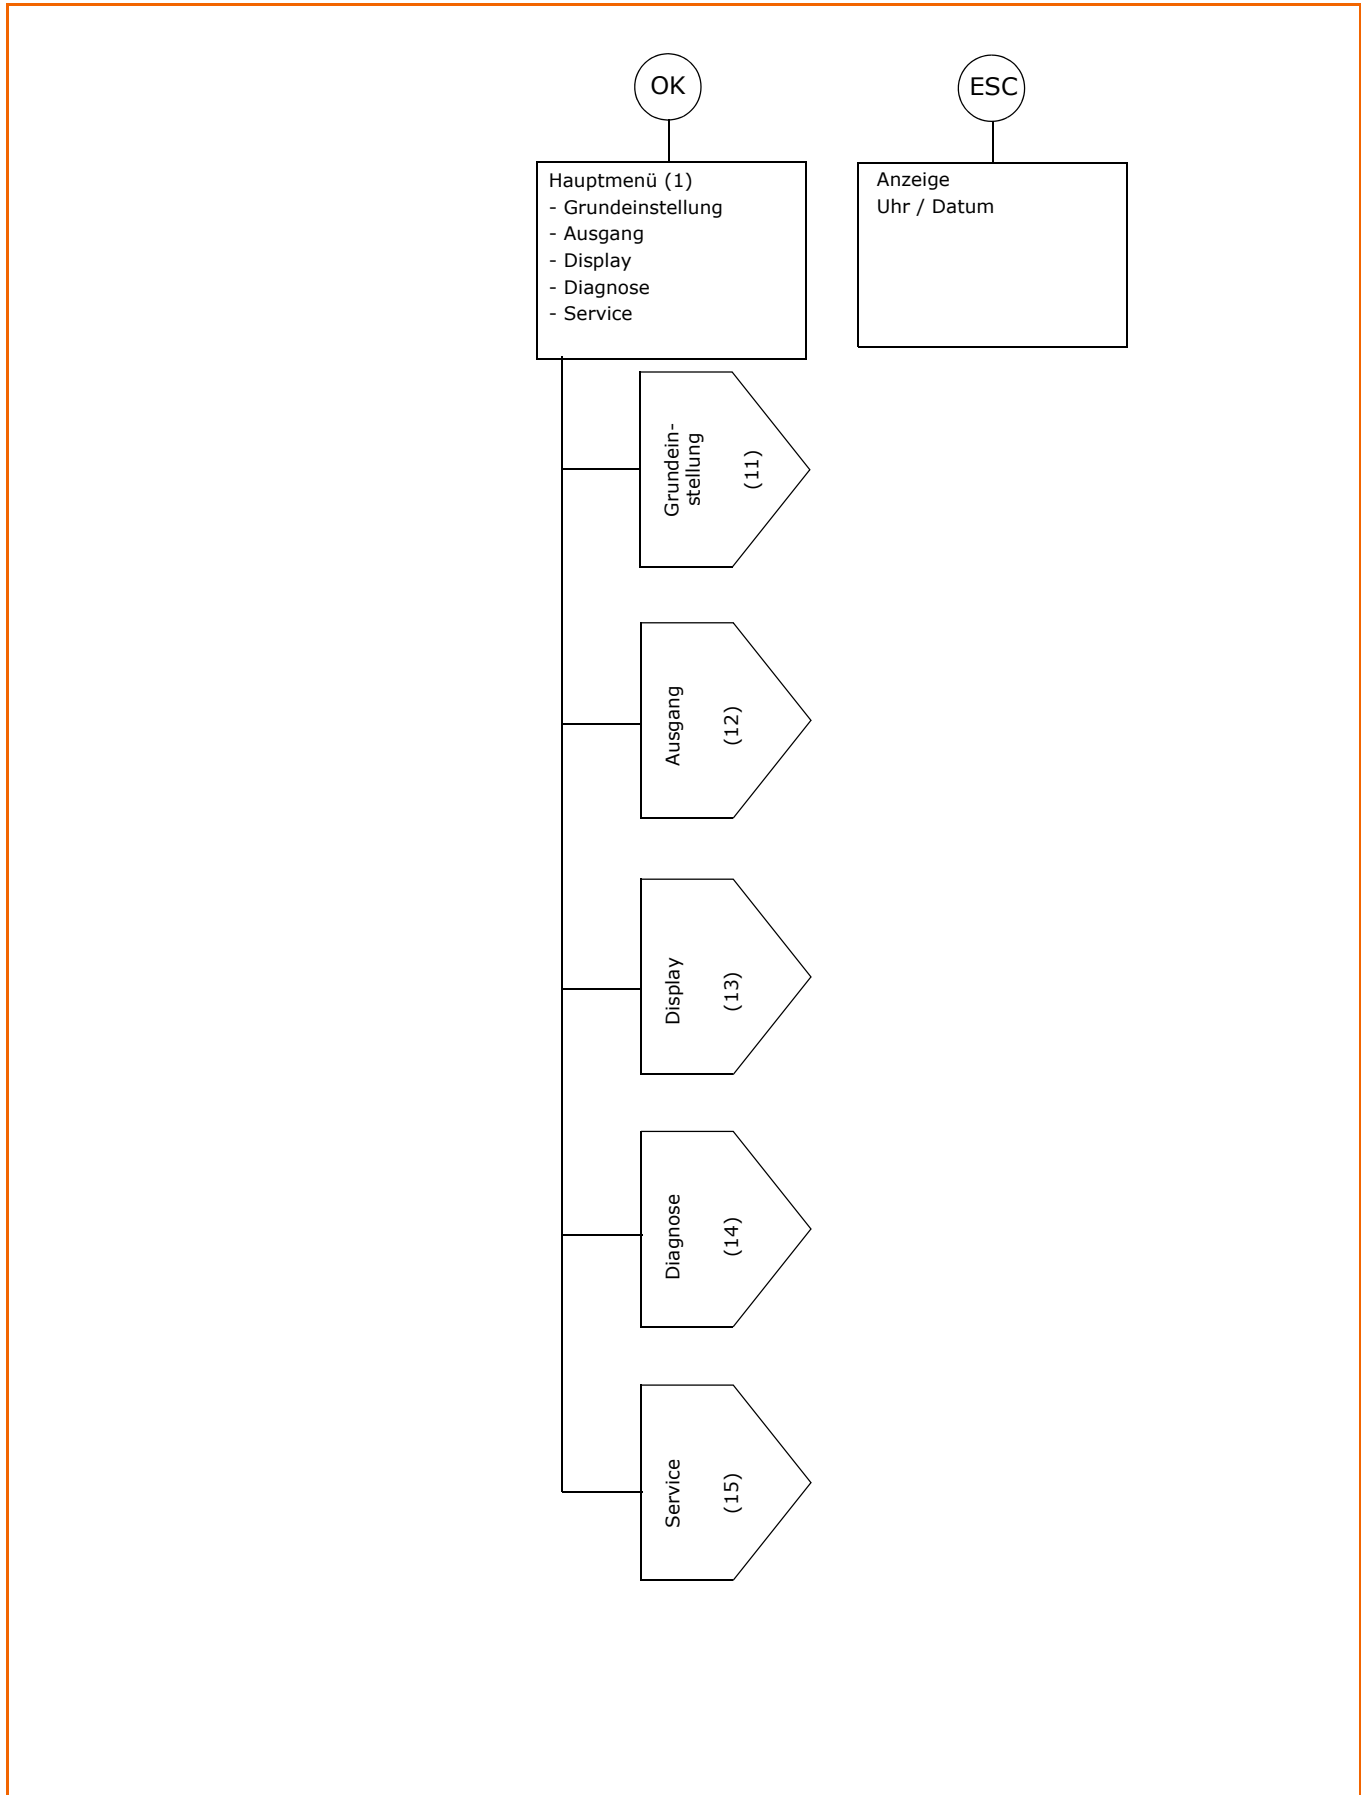 OK
ESC
Hauptmenü (1)
- Grundeinstellung
- Ausgang
- Display
- Diagnose
- Service
Anzeige
Uhr / Datum
Grundein-
stellung
(11)
Ausgang
(12)
Display
(13)
Diagnose
(14)
Service
(15)